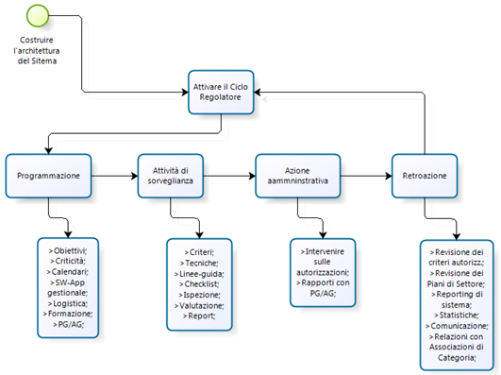 Costruire
l'architettura
del Sitema
Attivare il Ciclo
Regolatore
Programmazione
Attività di
sorveglianza
Azione
aamminstrativa
Retroazione
> Obiettivi;
> Criticità;
> Calendari;
> SW-App
gestionale;
> Logistica;
> Formazione;
> PG/AG;
> Criteri;
> Tecniche;
> Linee-guida;
> Checklist;
> Ispezione;
> Valutazione;
> Report;
> Intervenire
sulle
autorizzazioni;
> Rapporti con
PG/AG;
> Revisione dei
criteri autorizz.;
> Revisione dei
Piani di Settore;
> Reporting di
sistema;
> Statistiche;
> Comunicazione;
> Relazioni con
Associazioni di
Categoria;